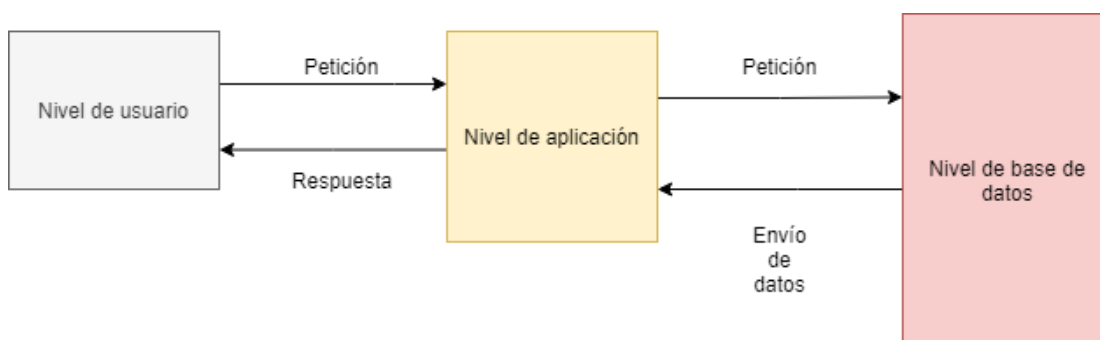 Petición
Petición
Nivel de usuario
Nivel de aplicación
Nivel de base de
datos
Respuesta
Envío
de
datos